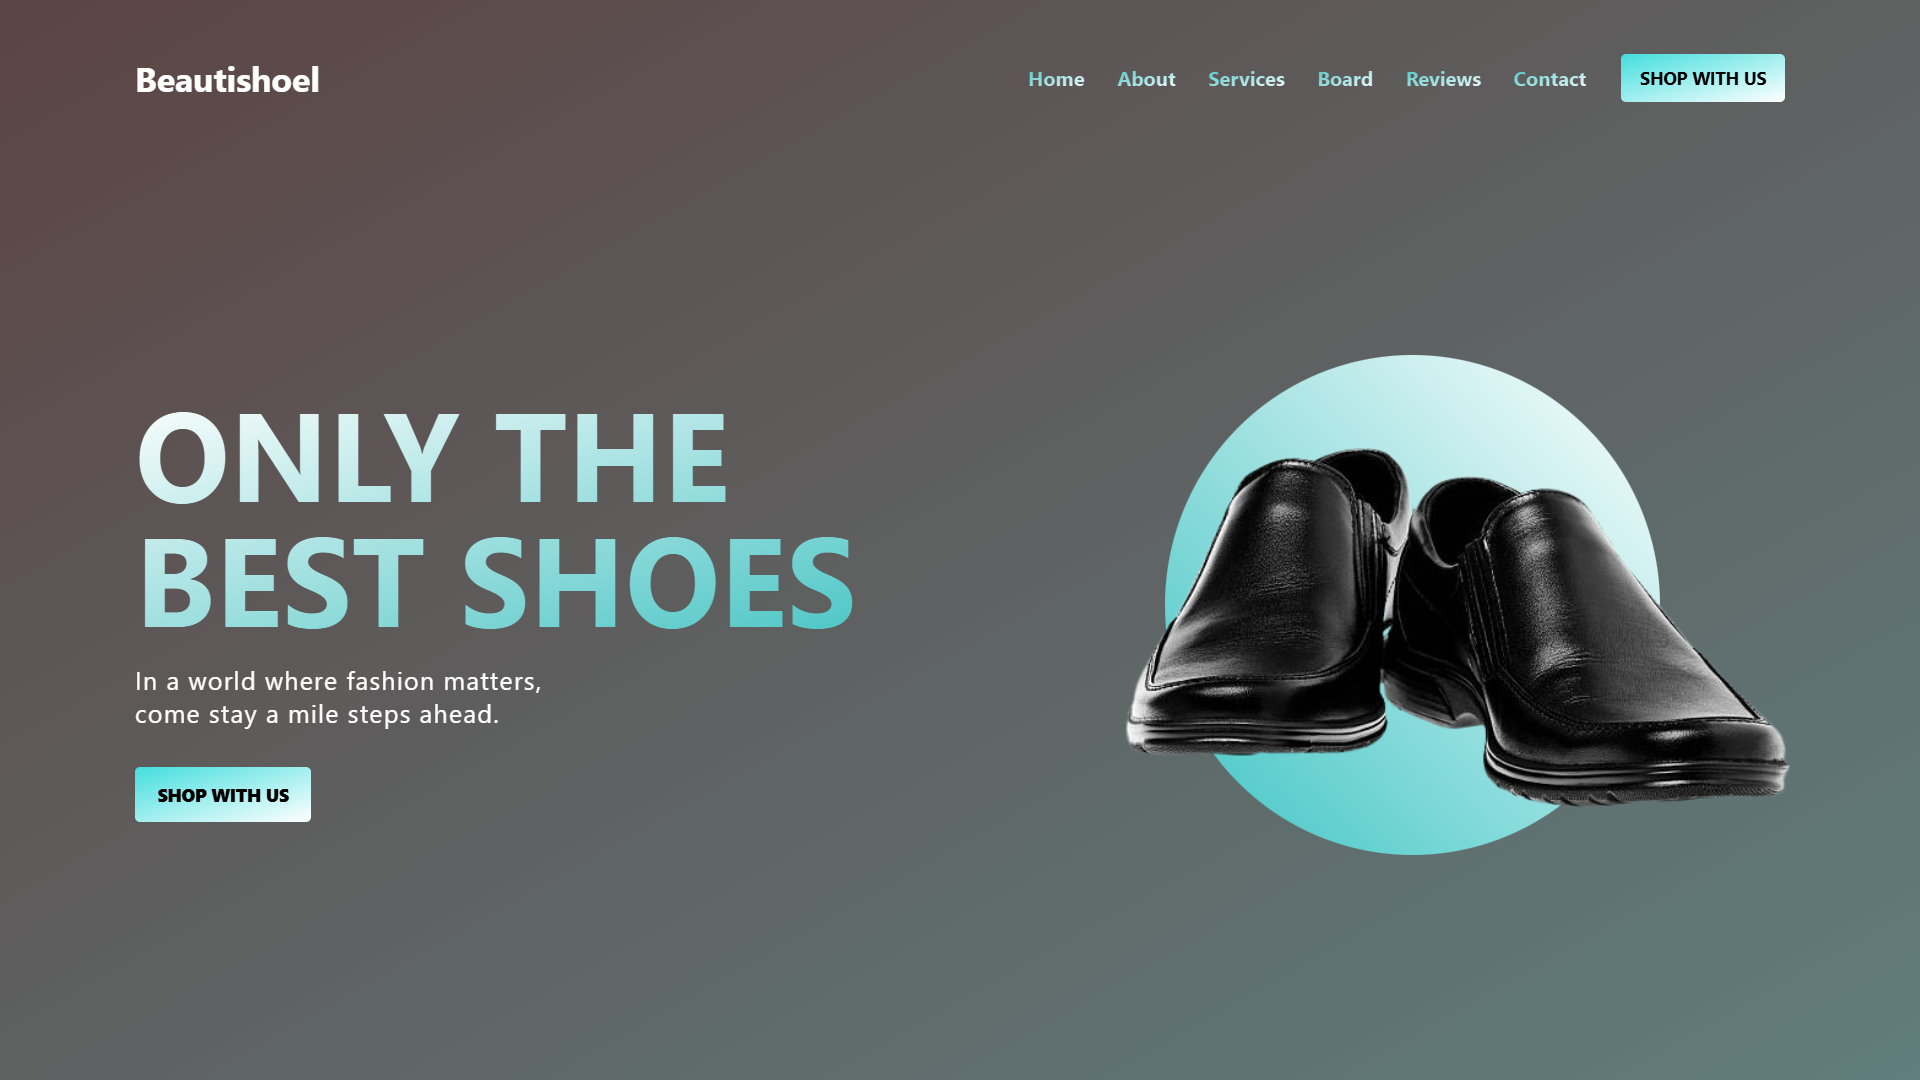 Beautishoel
Home About Services Board Reviews Contact SHOP WITH US
ONLY THE
BEST SHOES
In a world where fashion matters,
come stay a mile steps ahead.
SHOP WITH US